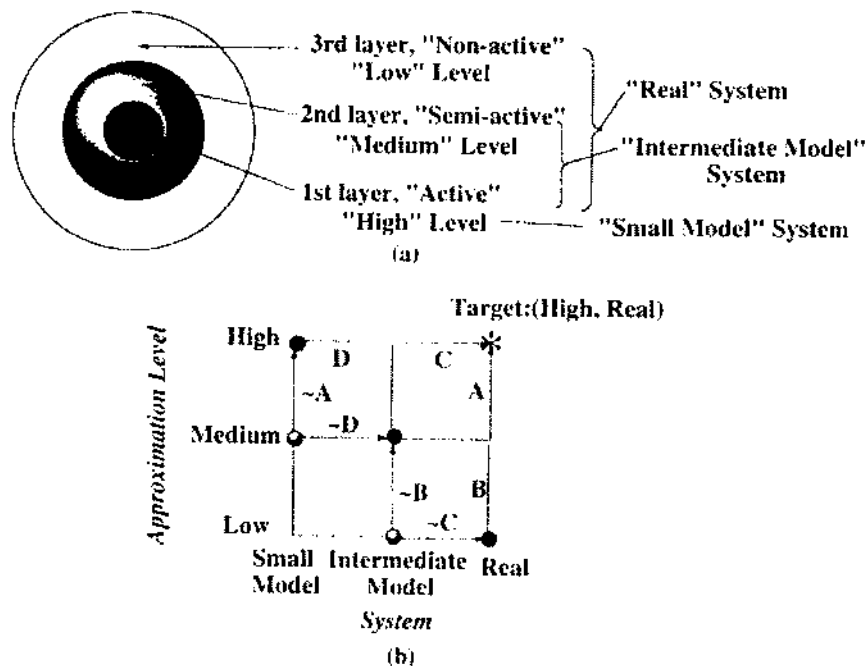 3rd layer, "Non-active"
"Low" Level
"Real" System
2nd layer, "Semi-active"
"Medium" Level
"Intermediate Model"
System
1st layer, "Active"
"High" Level
"Small Model" System
(a)
Target:(High, Real)
High
D
C
~A
A
Medium
~D
~B
B
~C
Low
Approximation Level
Small
Model
Intermediate
Model
Real
System
(b)